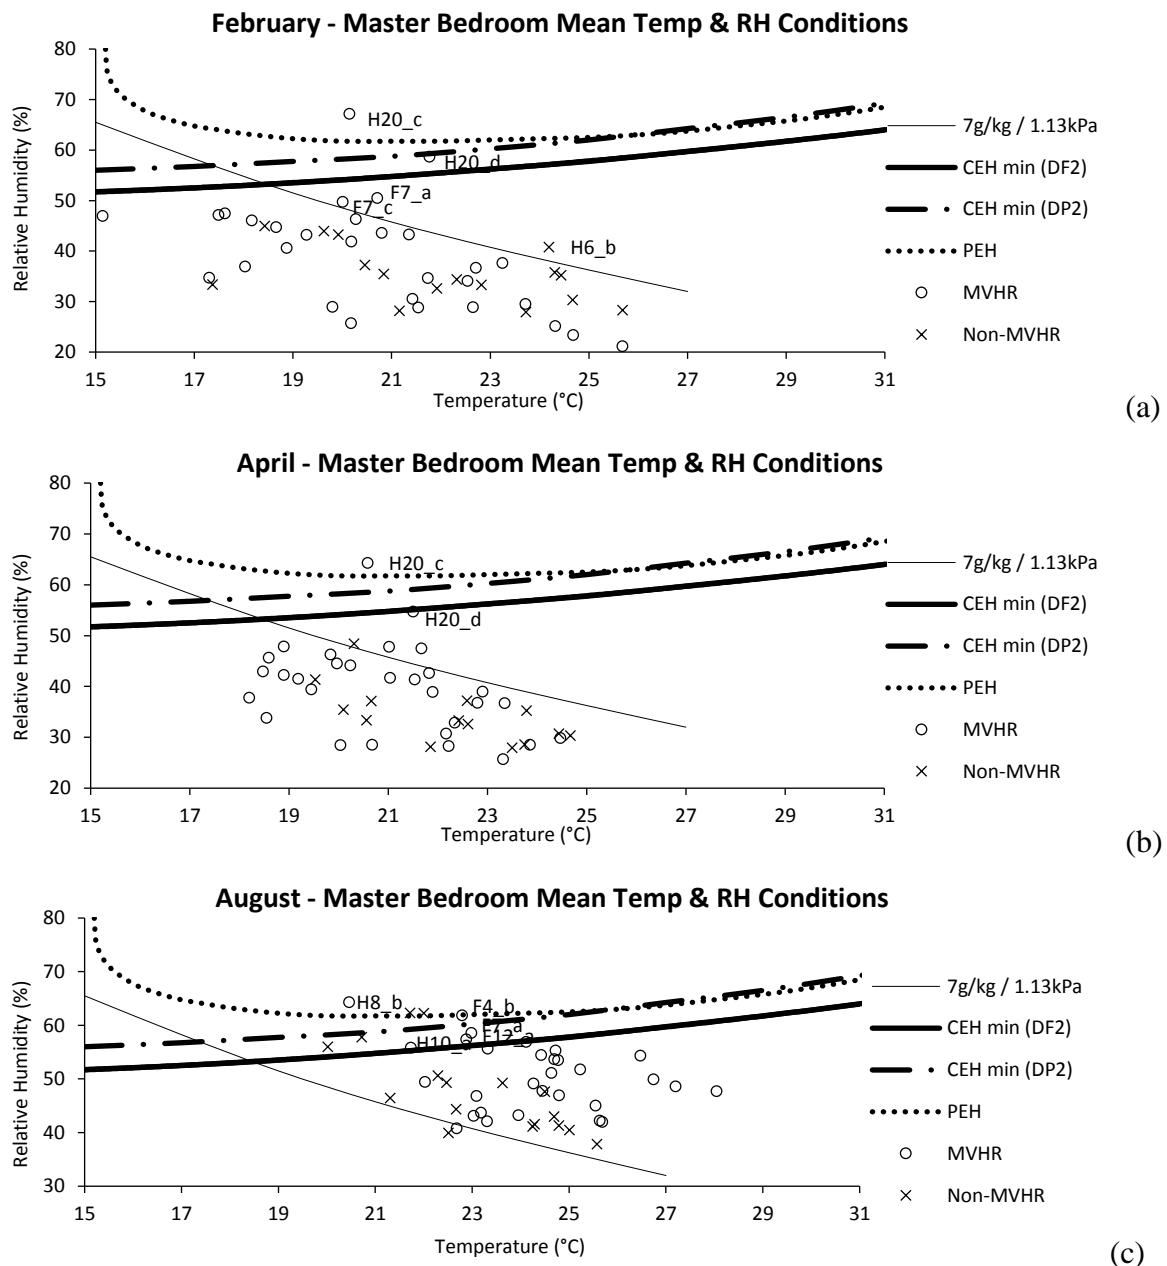 February - Master Bedroom Mean Temp & RH Conditions
80
70
60
50
40
30
20
Relative Humidity (%)
H20_c
H20_d
F7_a
F7_c
H6_b
15 17 19 21 23 25 27 29 31
Temperature (°C)
7g/kg / 1.13kPa
CEH min (DF2)
CEH min (DP2)
PEH
MVHR
Non-MVHR
(a)
April - Master Bedroom Mean Temp & RH Conditions
80
70
60
50
40
30
20
Relative Humidity (%)
H20_c
H20_d
15 17 19 21 23 25 27 29 31
Temperature (°C)
7g/kg / 1.13kPa
CEH min (DF2)
CEH min (DP2)
PEH
MVHR
Non-MVHR
(b)
August - Master Bedroom Mean Temp & RH Conditions
80
70
60
50
40
30
Relative Humidity (%)
H8_b
F4_b
F7_a
F12_a
15 17 19 21 23 25 27 29 31
Temperature (°C)
7g/kg / 1.13kPa
CEH min (DF2)
CEH min (DP2)
PEH
MVHR
Non-MVHR
(c)